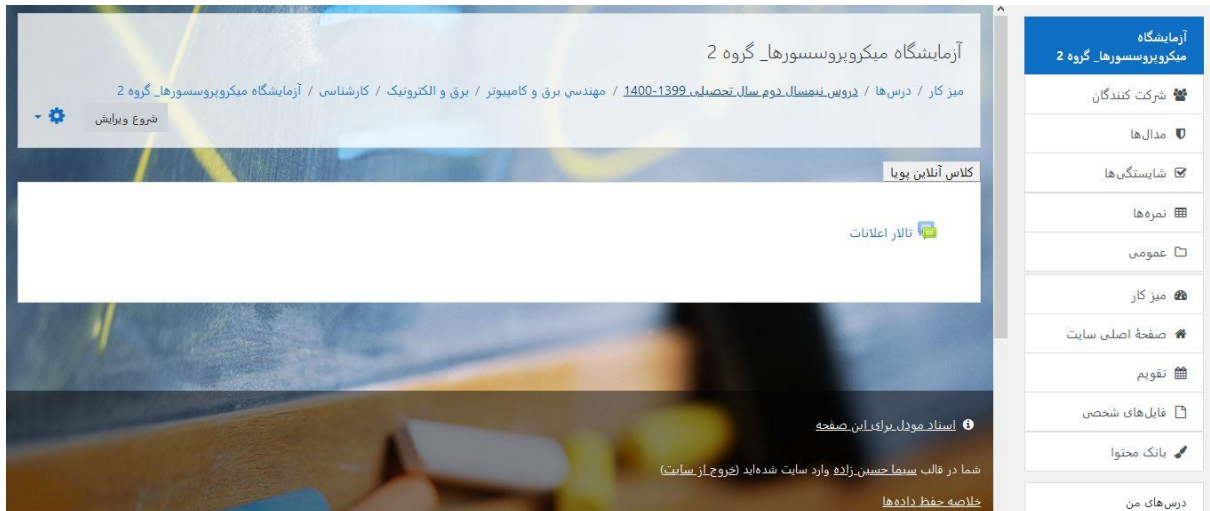 آزمایشگاه
میکروپروسسورها_ گروه 2
شرکت کنندگان
مدال‌ها
شایستگی‌ها
نمره‌ها
عمومی
میز کار
صفحهٔ اصلی سایت
تقویم
فایل‌های شخصی
بانک محتوا
درس‌های من
آزمایشگاه میکروپروسسورها_ گروه 2
میز کار / درس‌ها / دروس نیمسال دوم سال تحصیلی 1399-1400 / مهندسي برق و کامپیوتر / برق و الکترونیک / کارشناسی / آزمایشگاه میکروپروسسورها_ گروه 2
شروع ویرایش
کلاس آنلاین پویا
تالار اعلانات
اسناد مودل برای این صفحه
شما در قالب سیما حسین زاده وارد سایت شده‌اید (خروج از سایت)
خلاصه حفظ داده‌ها